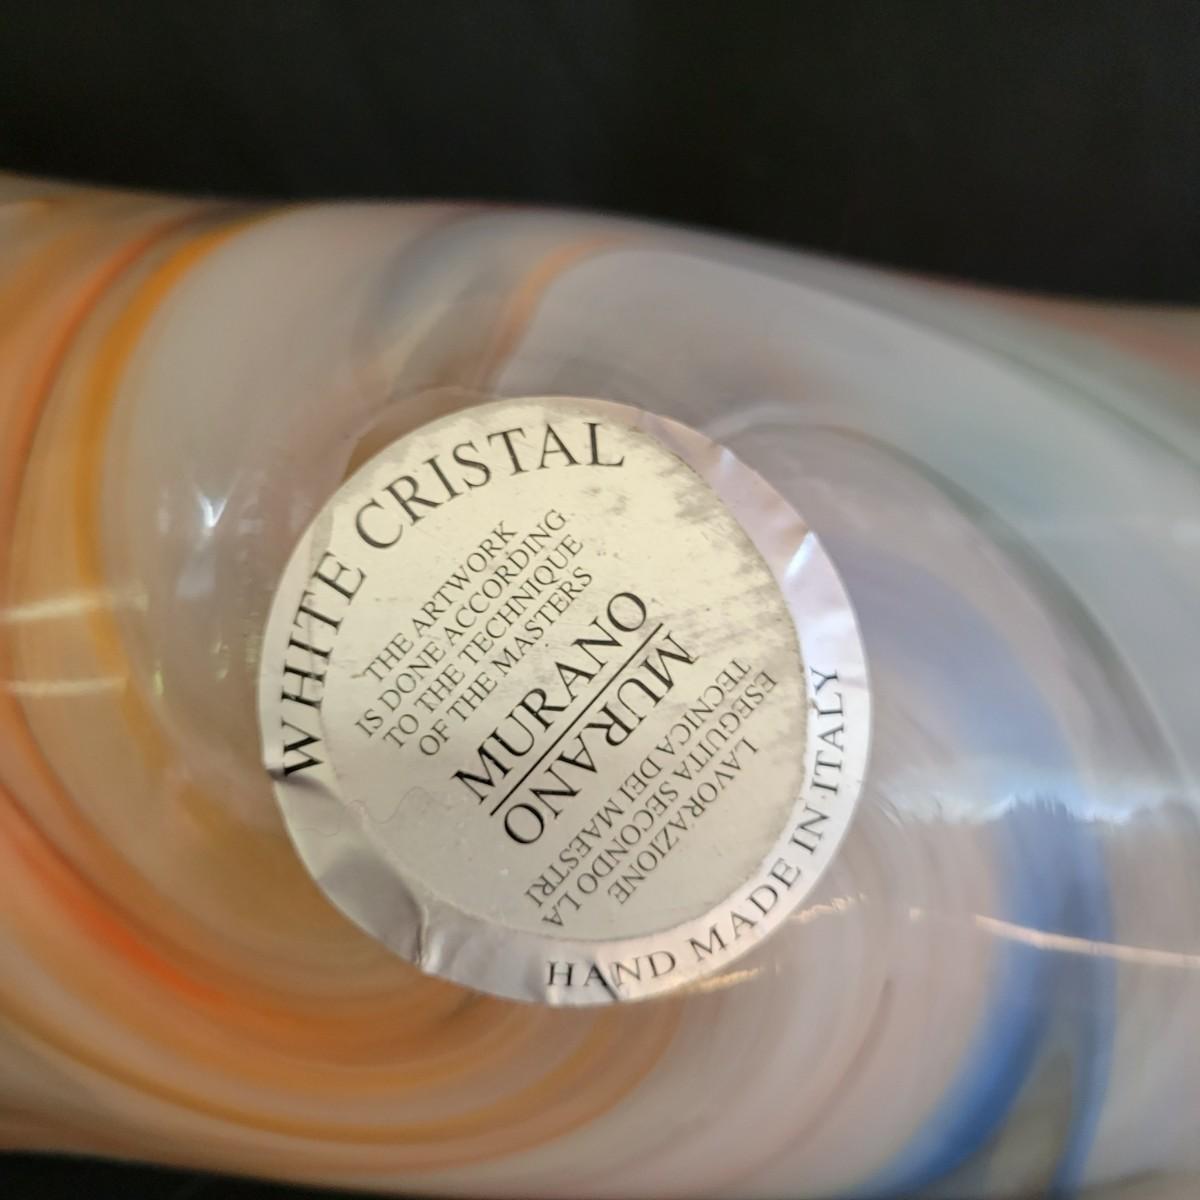 WHITE CRISTAL
THE ARTWORK
IS DONE ACCORDING
TO THE TECHNIQUE
OF THE MASTERS
MURANO
MURANO
LAVORAZIONE
ESEGUITA SECONDO LA
TECNICA DEI MAESTRI
HAND MADE IN ITALY